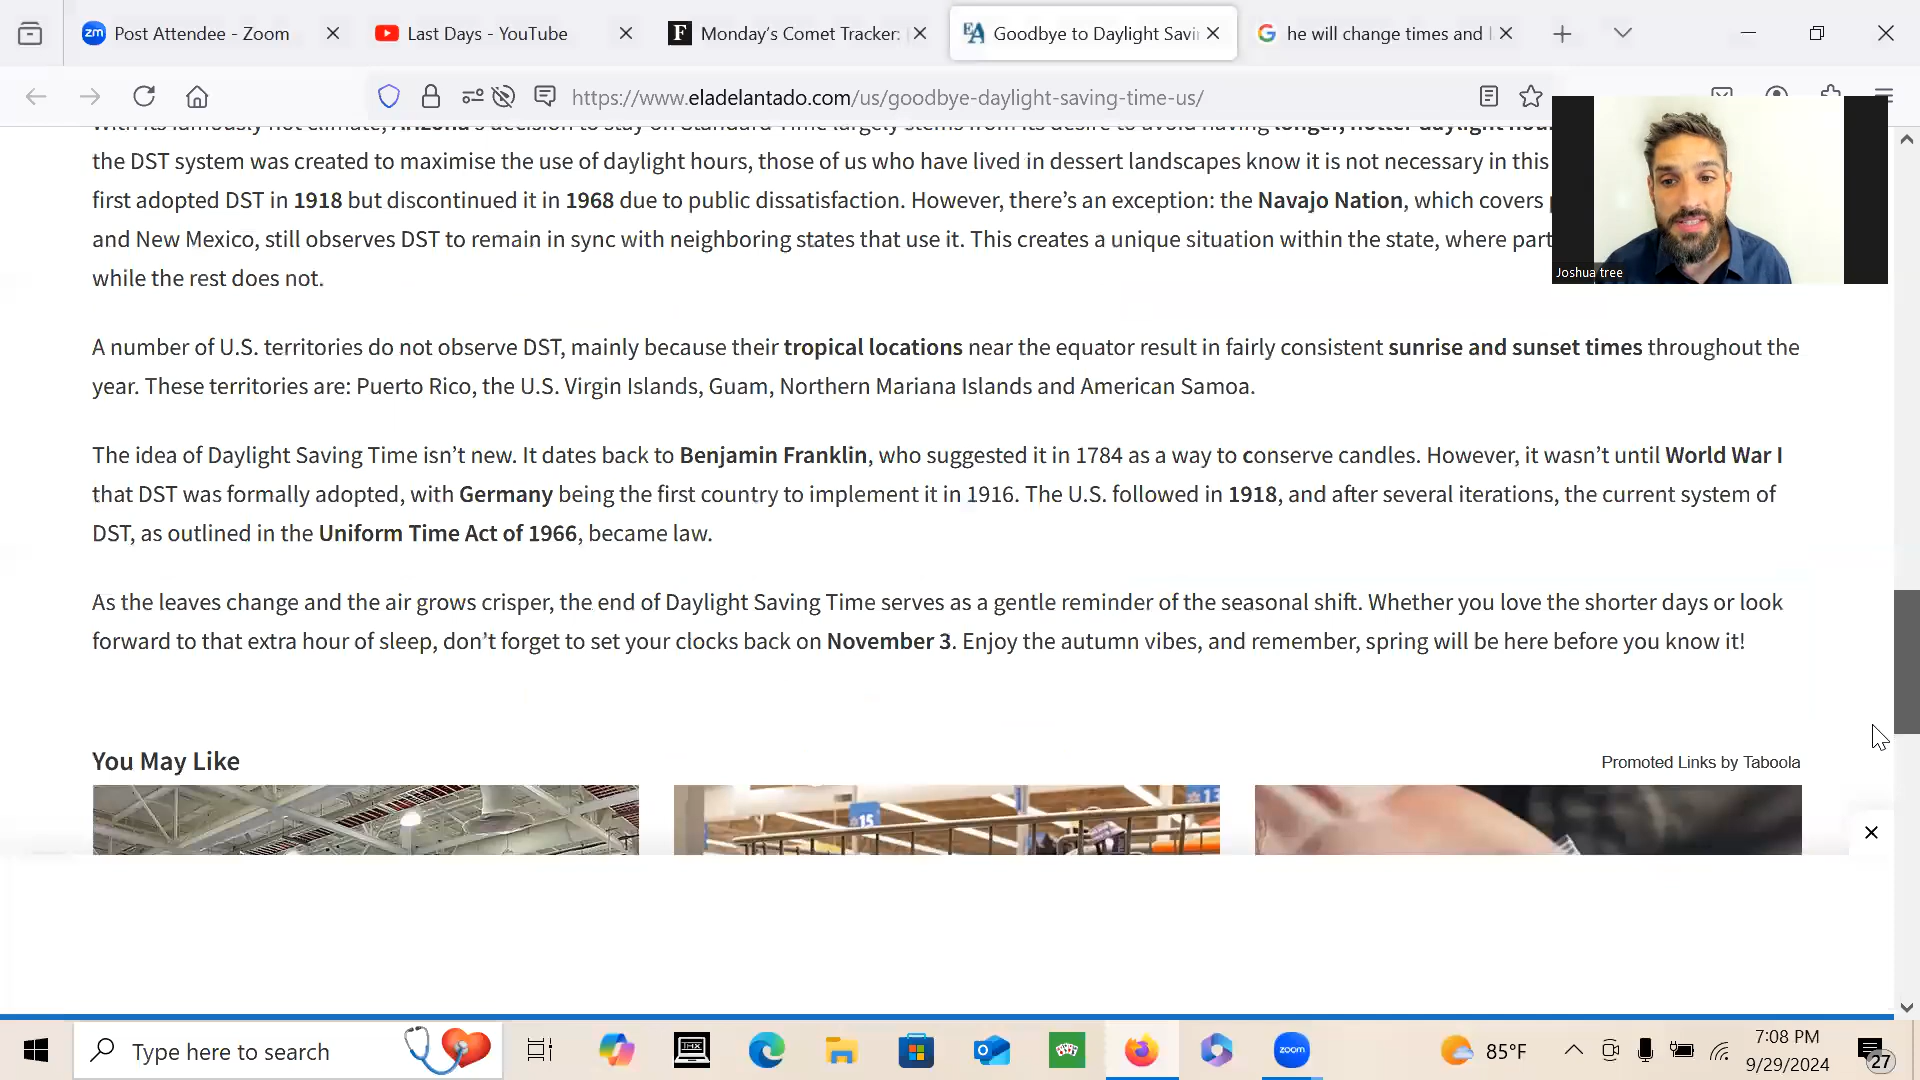 Post Attendee - Zoom
Last Days - YouTube
Monday's Comet Tracker:
Goodbye to Daylight Savi
he will change times and
https://www.eladelantado.com/us/goodbye-daylight-saving-time-us/
the DST system was created to maximise the use of daylight hours, those of us who have lived in dessert landscapes know it is not necessary in this
first adopted DST in 1918 but discontinued it in 1968 due to public dissatisfaction. However, there's an exception: the Navajo Nation, which covers
and New Mexico, still observes DST to remain in sync with neighboring states that use it. This creates a unique situation within the state, where part
while the rest does not.
Joshua tree
A number of U.S. territories do not observe DST, mainly because their tropical locations near the equator result in fairly consistent sunrise and sunset times throughout the
year. These territories are: Puerto Rico, the U.S. Virgin Islands, Guam, Northern Mariana Islands and American Samoa.
The idea of Daylight Saving Time isn't new. It dates back to Benjamin Franklin, who suggested it in 1784 as a way to conserve candles. However, it wasn't until World War I
that DST was formally adopted, with Germany being the first country to implement it in 1916. The U.S. followed in 1918, and after several iterations, the current system of
DST, as outlined in the Uniform Time Act of 1966, became law.
As the leaves change and the air grows crisper, the end of Daylight Saving Time serves as a gentle reminder of the seasonal shift. Whether you love the shorter days or look
forward to that extra hour of sleep, don't forget to set your clocks back on November 3. Enjoy the autumn vibes, and remember, spring will be here before you know it!
You May Like
Promoted Links by Taboola
15
13
Type here to search
zoom
85°F
7:08 PM
9/29/2024
27